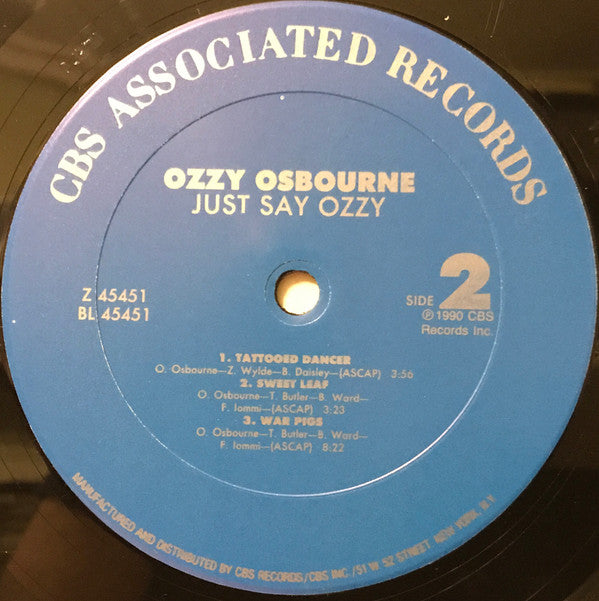 CBS ASSOCIATED RECORDS
OZZY OSBOURNE
JUST SAY OZZY
Z 45451
BL 45451
SIDE 2
℗ 1990 CBS
Records Inc.
1. TATTOOED DANCER
O. Osbourne—Z. Wylde—B. Daisley—(ASCAP) 3:56
2. SWEET LEAF
O. Osbourne—T. Butler—B. Ward—
F. Iommi—(ASCAP) 3:23
3. WAR PIGS
O. Osbourne—T. Butler—B. Ward—
F. Iommi—(ASCAP) 8:22
MANUFACTURED AND DISTRIBUTED BY CBS RECORDS/CBS INC./51 W 52 STREET, NEW YORK, N.Y.